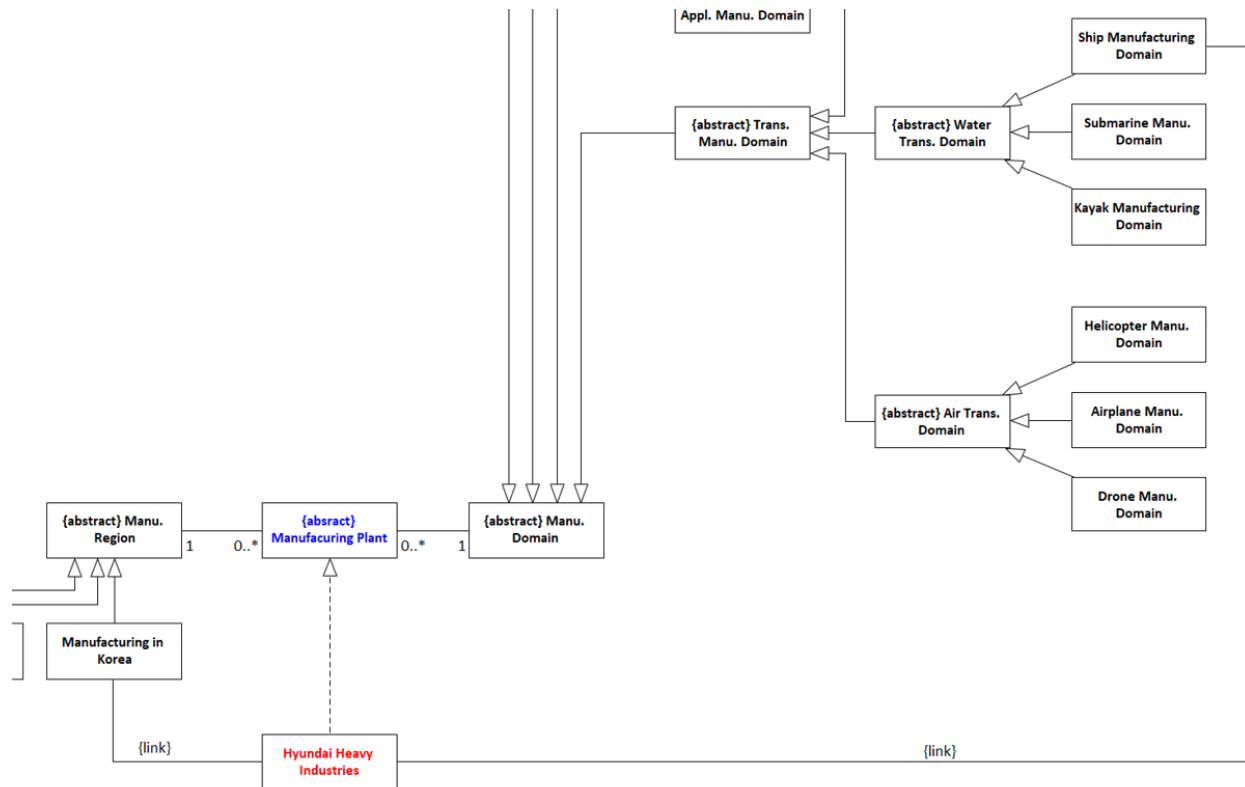 Appl. Manu. Domain
Ship Manufacturing
Domain
{abstract} Trans.
Manu. Domain
{abstract} Water
Trans. Domain
Submarine Manu.
Domain
Kayak Manufacturing
Domain
Helicopter Manu.
Domain
{abstract} Air Trans.
Domain
Airplane Manu.
Domain
Drone Manu.
Domain
{abstract} Manu.
Region
1
0..*
{absract}
Manufacuring Plant
0..*
1
{abstract} Manu.
Domain
Manufacturing in
Korea
{link}
Hyundai Heavy
Industries
{link}